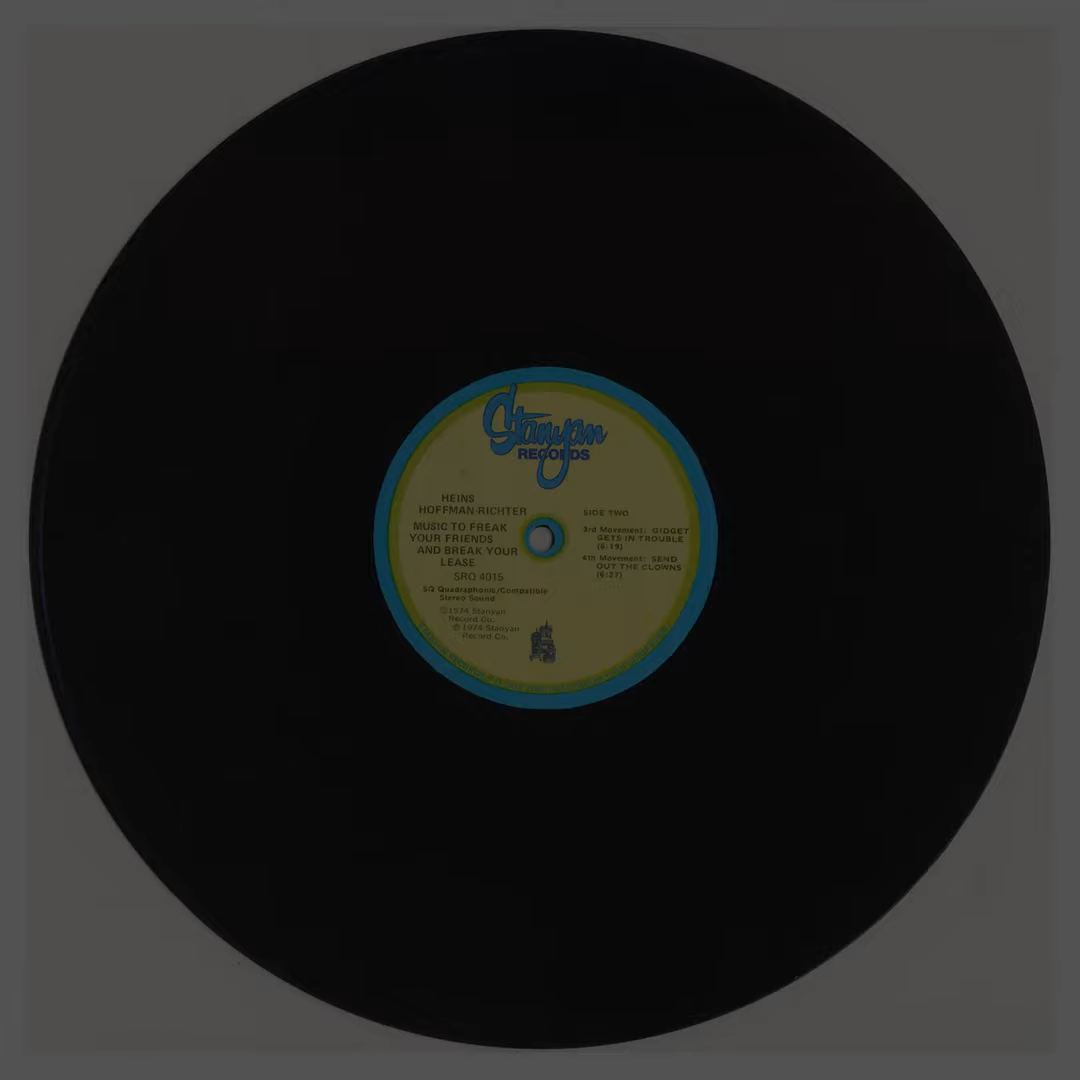 Stanyan
RECORDS
HEINS
HOFFMAN-RICHTER
MUSIC TO FREAK
YOUR FRIENDS
AND BREAK YOUR
LEASE
SRO 4015
SQ Quadraphonic/Compatible
Stereo Sound
Ⓟ1974 Stanyan
Record Co.
© 1974 Stanyan
Record Co.
SIDE TWO
3rd Movement: GIDGET
GETS IN TROUBLE
(6:19)
4th Movement: SEND
OUT THE CLOWNS
(6:27)